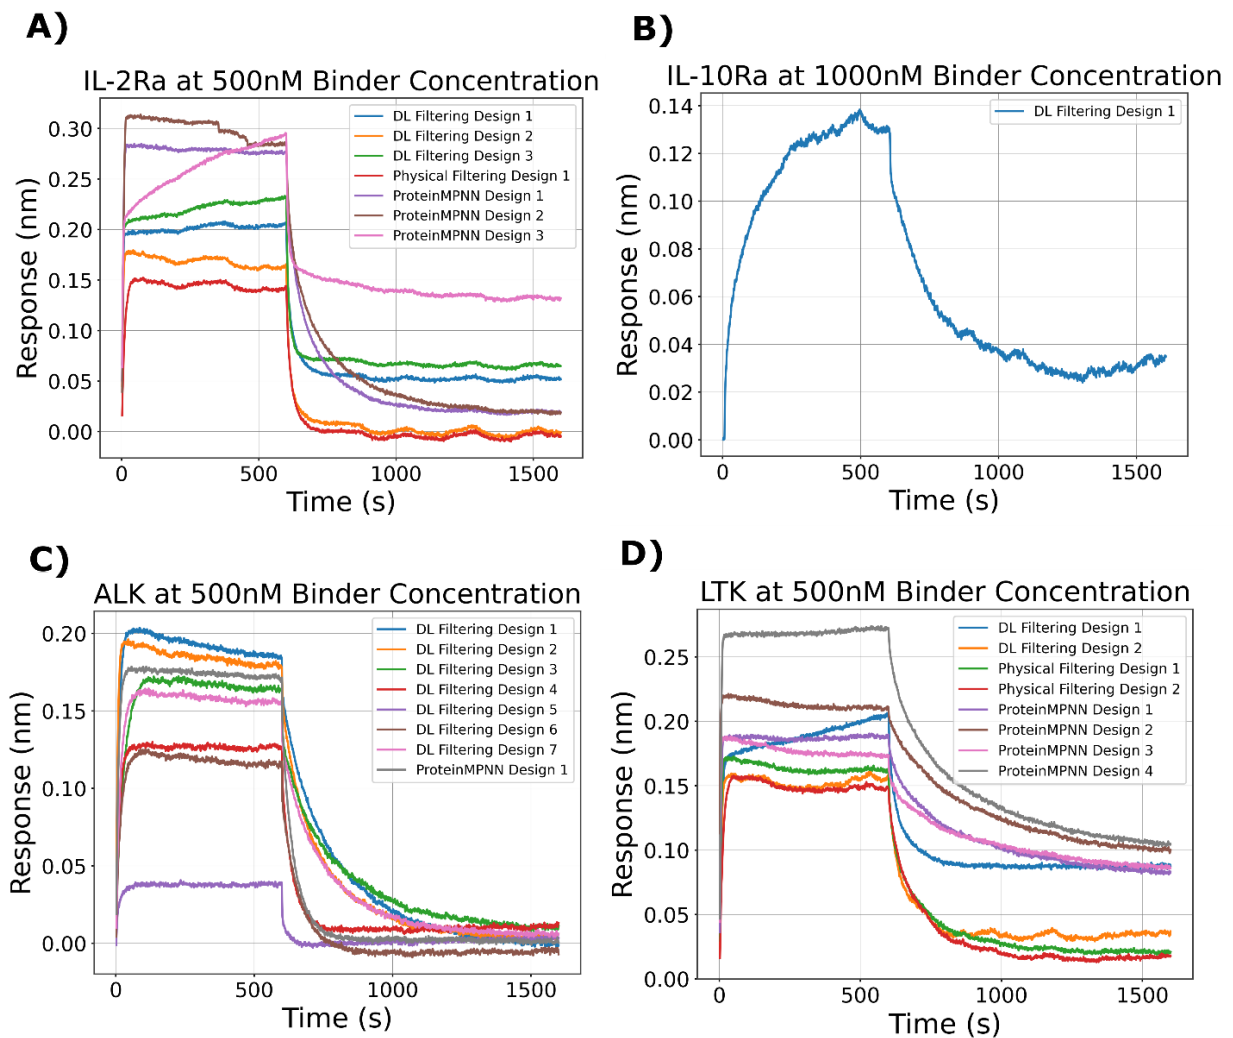 A)
IL-2Ra at 500nM Binder Concentration
Response (nm)
0.30
0.25
0.20
0.15
0.10
0.05
0.00
DL Filtering Design 1
DL Filtering Design 2
DL Filtering Design 3
Physical Filtering Design 1
ProteinMPNN Design 1
ProteinMPNN Design 2
ProteinMPNN Design 3
0 500 1000 1500
Time (s)
B)
IL-10Ra at 1000nM Binder Concentration
Response (nm)
0.14
0.12
0.10
0.08
0.06
0.04
0.02
0.00
DL Filtering Design 1
0 500 1000 1500
Time (s)
C)
ALK at 500nM Binder Concentration
Response (nm)
0.20
0.15
0.10
0.05
0.00
DL Filtering Design 1
DL Filtering Design 2
DL Filtering Design 3
DL Filtering Design 4
DL Filtering Design 5
DL Filtering Design 6
DL Filtering Design 7
ProteinMPNN Design 1
0 500 1000 1500
Time (s)
D)
LTK at 500nM Binder Concentration
Response (nm)
0.25
0.20
0.15
0.10
0.05
0.00
DL Filtering Design 1
DL Filtering Design 2
Physical Filtering Design 1
Physical Filtering Design 2
ProteinMPNN Design 1
ProteinMPNN Design 2
ProteinMPNN Design 3
ProteinMPNN Design 4
0 500 1000 1500
Time (s)